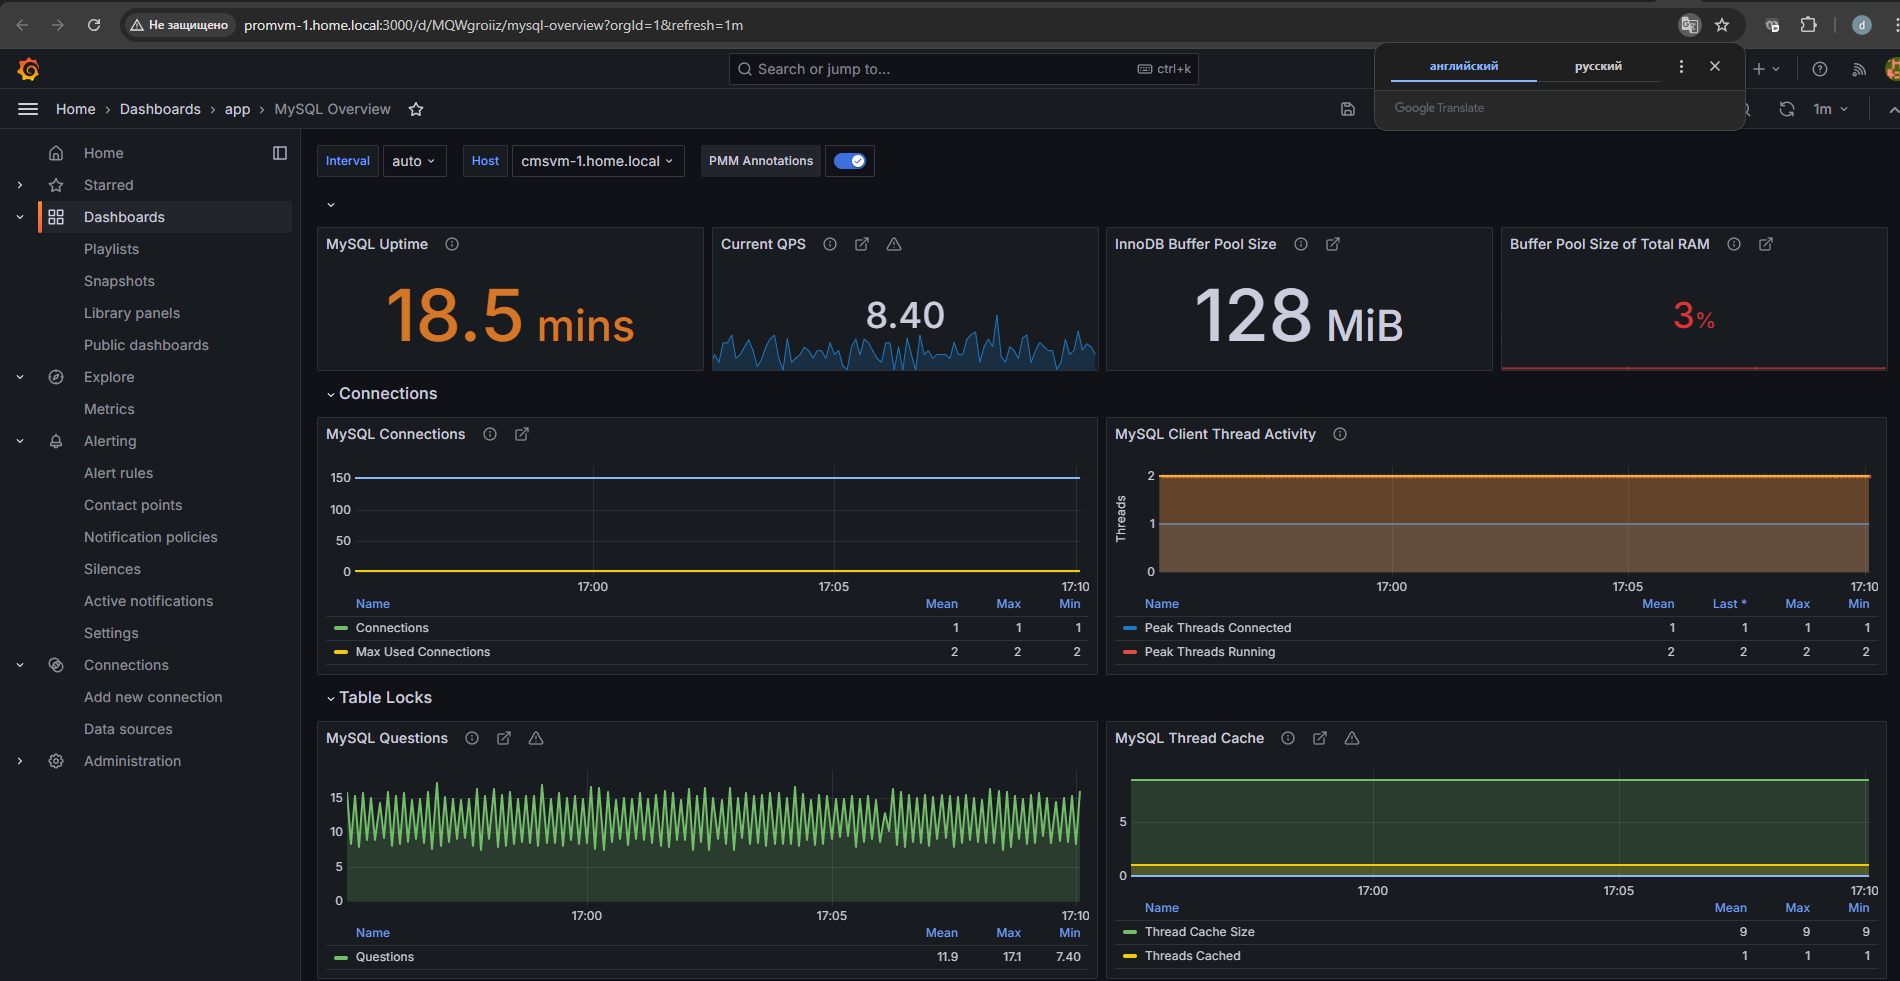 Не защищено
promvm-1.home.local:3000/d/MQWgroiiz/mysql-overview?orgId=1&refresh=1m
d
английский
русский
Google Translate
Search or jump to...
ctrl+k
Home
Dashboards
app
MySQL Overview
1m
Home
Starred
Dashboards
Playlists
Snapshots
Library panels
Public dashboards
Explore
Metrics
Alerting
Alert rules
Contact points
Notification policies
Silences
Active notifications
Settings
Connections
Add new connection
Data sources
Administration
Interval
auto
Host
cmsvm-1.home.local
PMM Annotations
MySQL Uptime
18.5 mins
Current QPS
8.40
InnoDB Buffer Pool Size
128 MiB
Buffer Pool Size of Total RAM
3%
Connections
MySQL Connections
150
100
50
0
17:00
17:05
17:10
Name Mean Max Min
Connections 1 1 1
Max Used Connections 2 2 2
MySQL Client Thread Activity
Threads
2
1
0
17:00
17:05
17:10
Name Mean Last * Max Min
Peak Threads Connected 1 1 1 1
Peak Threads Running 2 2 2 2
Table Locks
MySQL Questions
15
10
5
0
17:00
17:05
17:10
Name Mean Max Min
Questions 11.9 17.1 7.40
MySQL Thread Cache
5
0
17:00
17:05
17:10
Name Mean Max Min
Thread Cache Size 9 9 9
Threads Cached 1 1 1